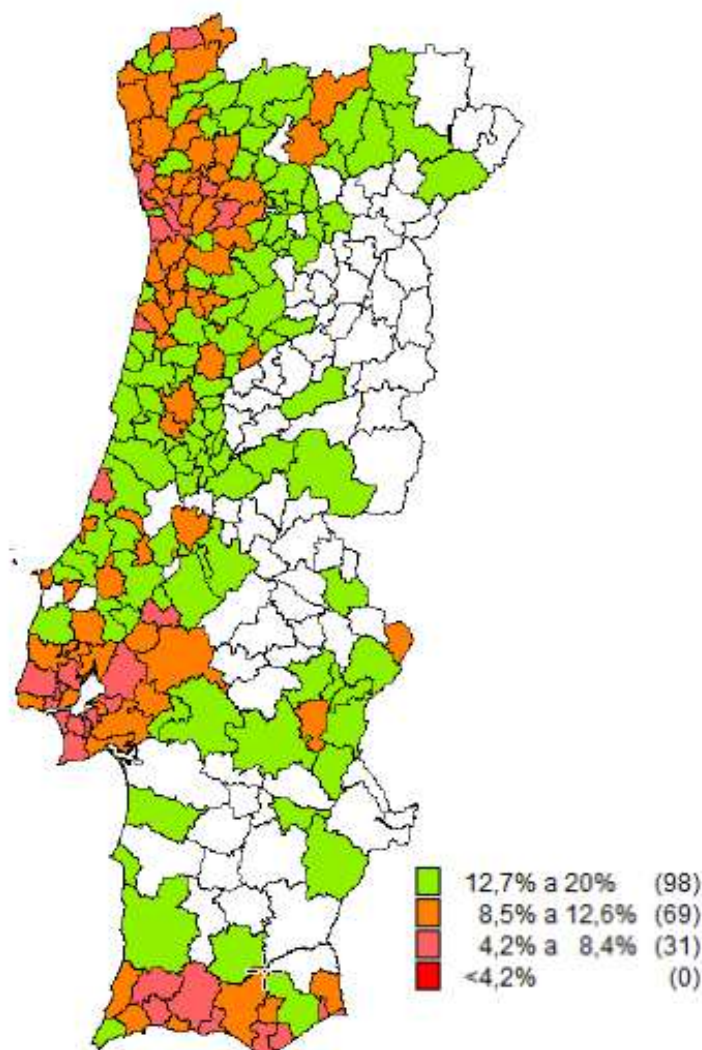 12,7% a 20% (98)
8,5% a 12,6% (69)
4,2% a 8,4% (31)
<4,2% (0)